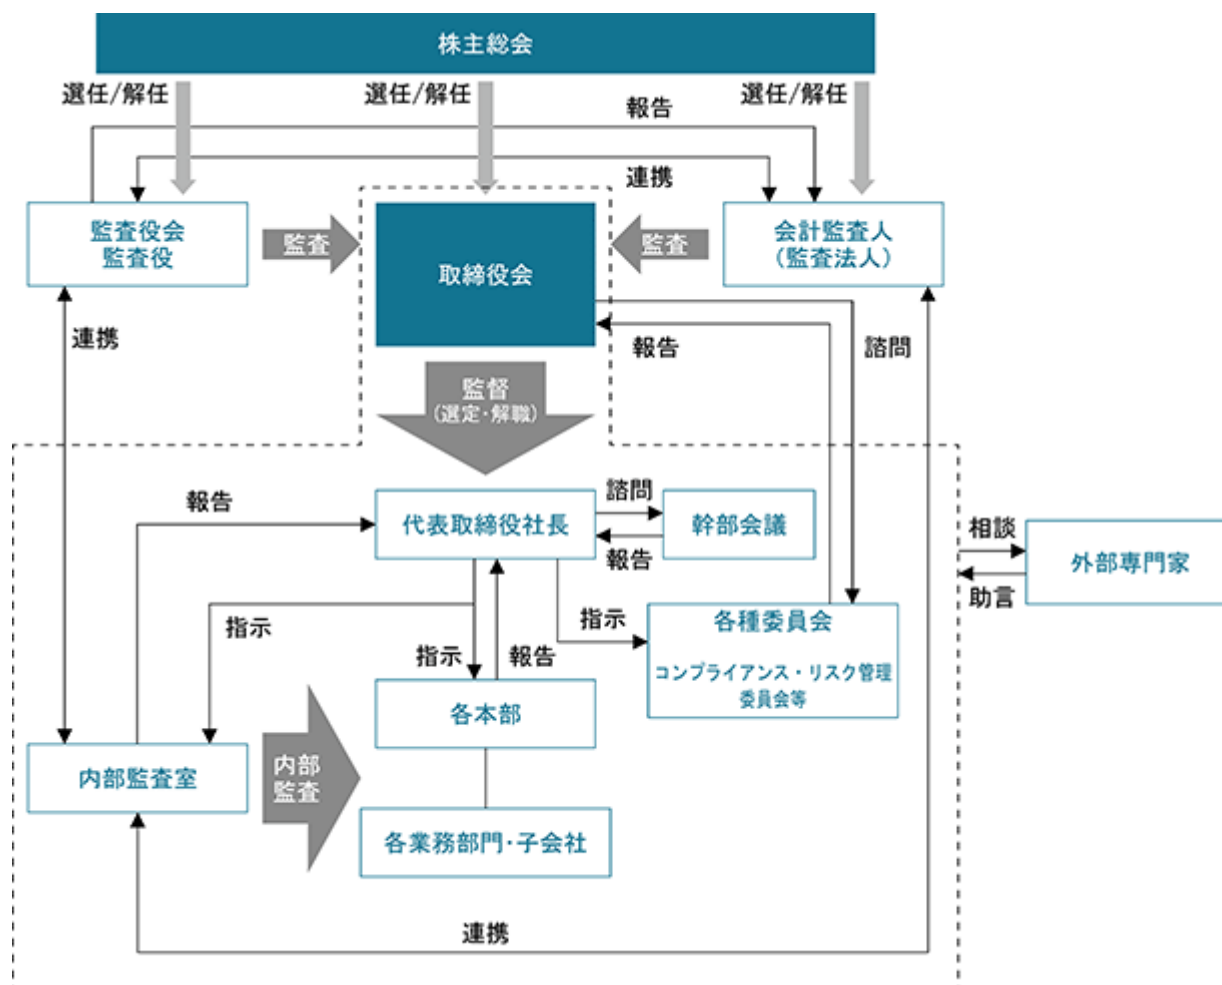 株主総会
選任/解任
選任/解任
選任/解任
報告
連携
監査役会
監査役
監査
取締役会
監査
会計監査人
（監査法人）
連携
報告
諮問
監督
(選定・解職)
報告
代表取締役社長
諮問
報告
幹部会議
相談
助言
外部専門家
指示
指示
報告
指示
各種委員会
コンプライアンス・リスク管理
委員会等
各本部
内部監査室
内部
監査
各業務部門・子会社
連携